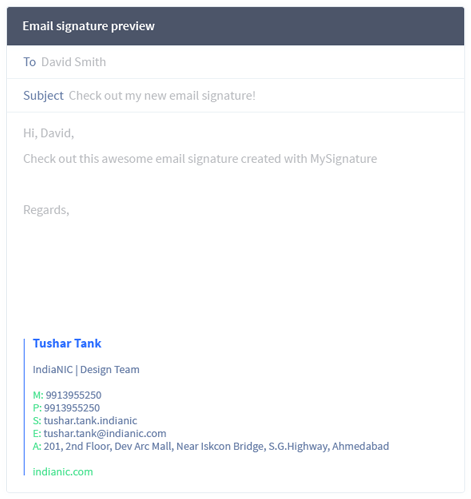 Email signature preview
To David Smith
Subject Check out my new email signature!
Hi, David,
Check out this awesome email signature created with MySignature
Regards,
Tushar Tank
IndiaNIC | Design Team
M: 9913955250
P: 9913955250
S: tushar.tank.indianic
E: tushar.tank@indianic.com
A: 201, 2nd Floor, Dev Arc Mall, Near Iskcon Bridge, S.G.Highway, Ahmedabad
indianic.com